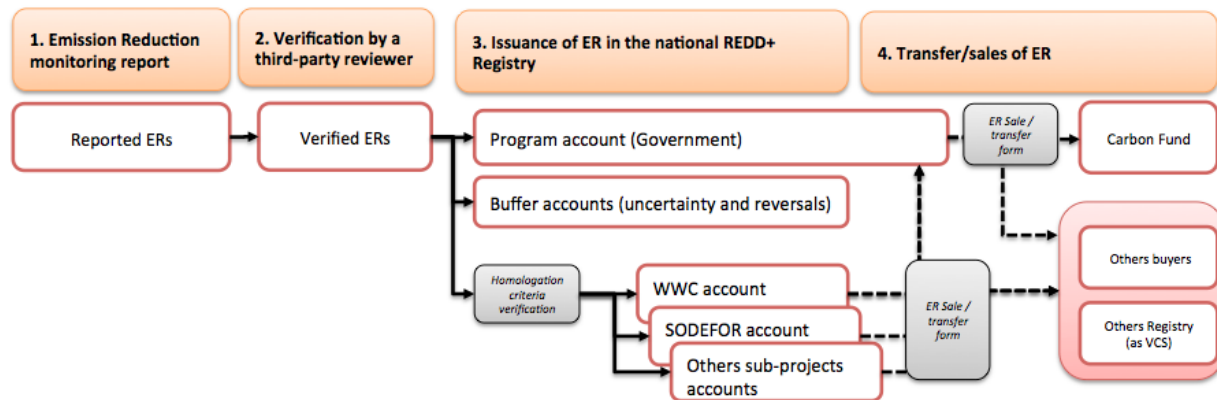 1. Emission Reduction
monitoring report
2. Verification by a
third-party reviewer
3. Issuance of ER in the national REDD+
Registry
4. Transfer/sales of ER
Reported ERs
Verified ERs
Program account (Government)
ER Sale /
transfer
form
Carbon Fund
Buffer accounts (uncertainty and reversals)
Homologation
criteria
verification
WWC account
SODEFOR account
Others sub-projects
accounts
ER Sale /
transfer
form
Others buyers
Others Registry
(as VCS)